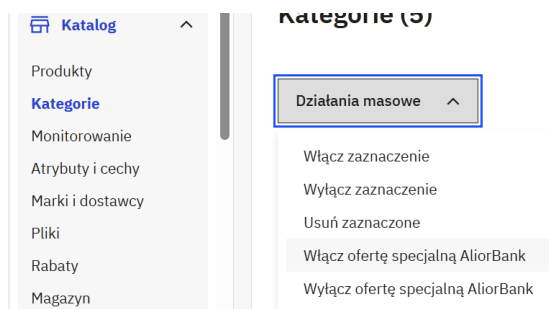 Katalog
Produkty
Kategorie
Monitorowanie
Atrybuty i cechy
Marki i dostawcy
Pliki
Rabaty
Magazyn
Kategorie (5)
Działania masowe
Włącz zaznaczenie
Wyłącz zaznaczenie
Usuń zaznaczone
Włącz ofertę specjalną AliorBank
Wyłącz ofertę specjalną AliorBank